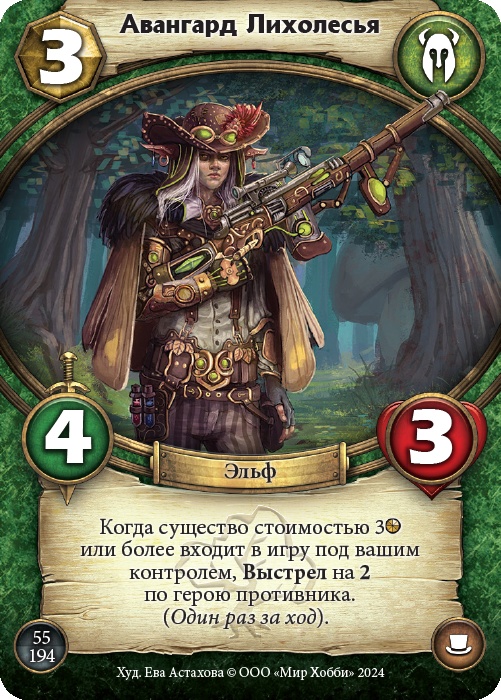 3
Авангард Лихолесья
4
3
Эльф
Когда существо стоимостью 3
или более входит в игру под вашим
контролем, Выстрел на 2
по герою противника.
(Один раз за ход).
55
194
Худ. Ева Астахова © ООО «Мир Хобби» 2024